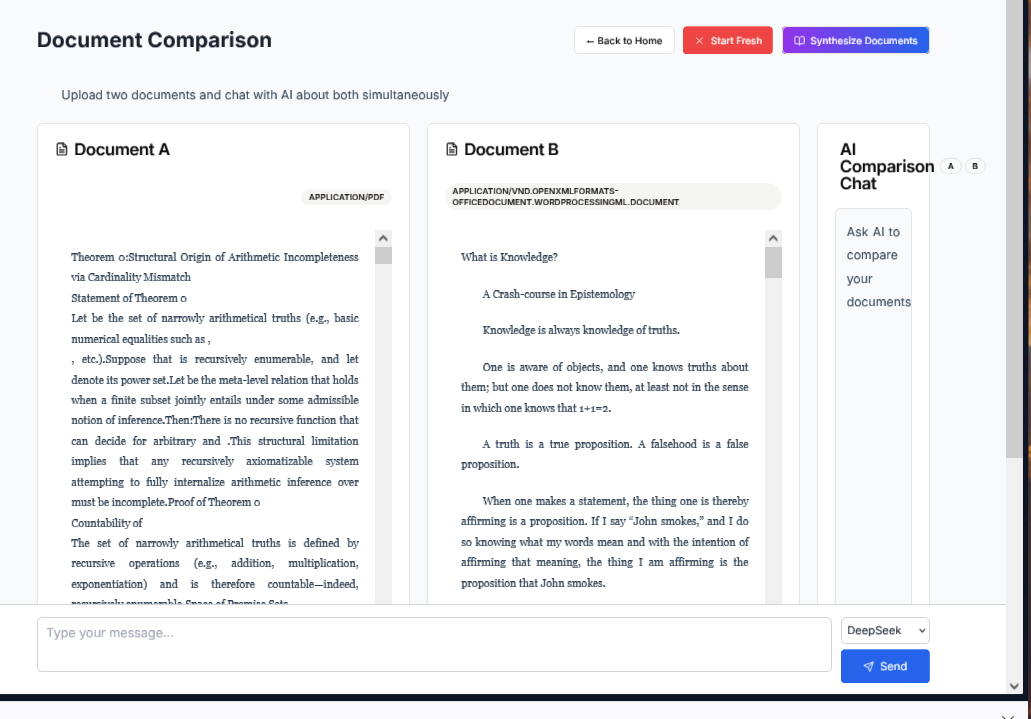 Document Comparison
← Back to Home
Start Fresh
Synthesize Documents
Upload two documents and chat with AI about both simultaneously
Document A
APPLICATION/PDF
Theorem 0:Structural Origin of Arithmetic Incompleteness
via Cardinality Mismatch
Statement of Theorem 0
Let be the set of narrowly arithmetical truths (e.g., basic
numerical equalities such as ,
, etc.).Suppose that is recursively enumerable, and let
denote its power set.Let be the meta-level relation that holds
when a finite subset jointly entails under some admissible
notion of inference.Then:There is no recursive function that
can decide for arbitrary and .This structural limitation
implies that any recursively axiomatizable system
attempting to fully internalize arithmetic inference over
must be incomplete.Proof of Theorem 0
Countability of
The set of narrowly arithmetical truths is defined by
recursive operations (e.g., addition, multiplication,
exponentiation) and is therefore countable—indeed,
recursively enumerable.Space of Premise Sets
Document B
APPLICATION/VND.OPENXMLFORMATS-
OFFICEDOCUMENT.WORDPROCESSINGML.DOCUMENT
What is Knowledge?
A Crash-course in Epistemology
Knowledge is always knowledge of truths.
One is aware of objects, and one knows truths about
them; but one does not know them, at least not in the sense
in which one knows that 1+1=2.
A truth is a true proposition. A falsehood is a false
proposition.
When one makes a statement, the thing one is thereby
affirming is a proposition. If I say “John smokes,” and I do
so knowing what my words mean and with the intention of
affirming that meaning, the thing I am affirming is the
proposition that John smokes.
AI
Comparison
Chat
A
B
Ask AI to
compare
your
documents
Type your message...
DeepSeek
Send